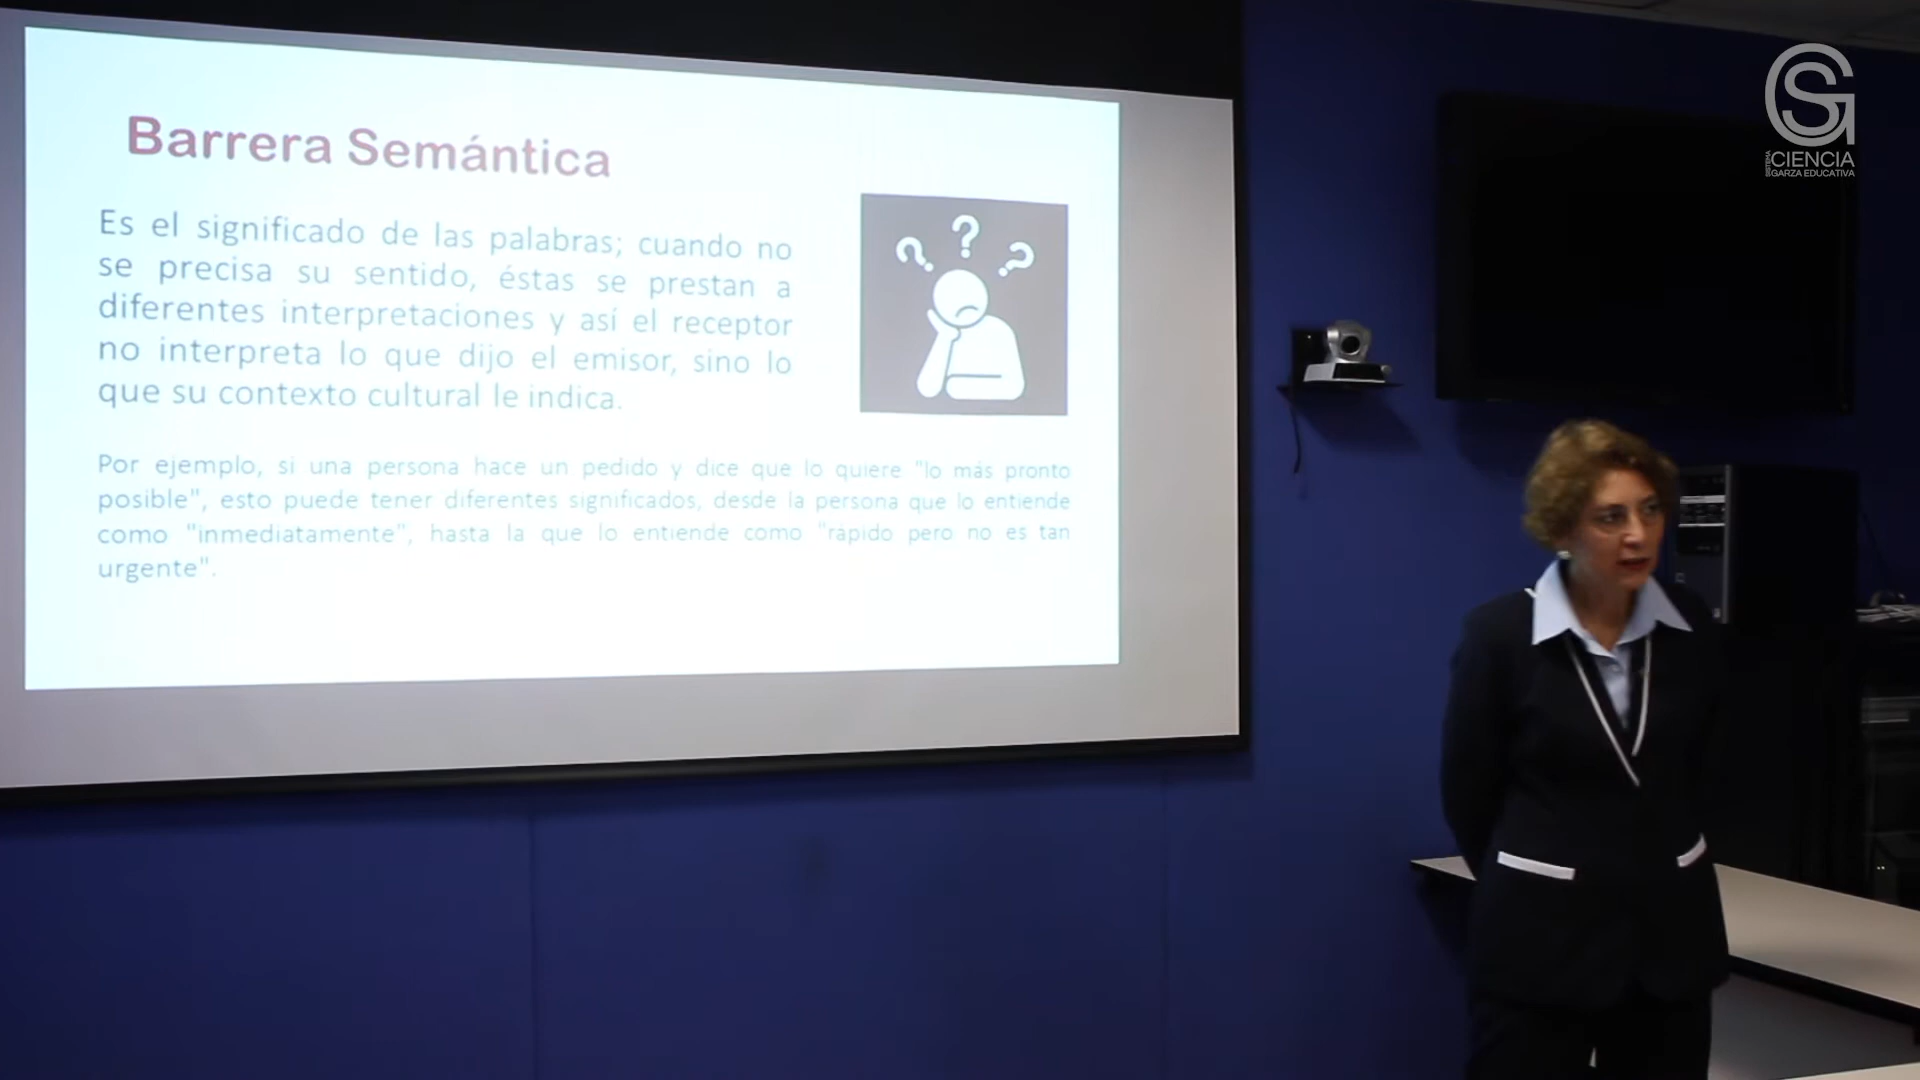 Barrera Semántica
Es el significado de las palabras; cuando no
se precisa su sentido, éstas se prestan a
diferentes interpretaciones y así el receptor
no interpreta lo que dijo el emisor, sino lo
que su contexto cultural le indica.
Por ejemplo, si una persona hace un pedido y dice que lo quiere "lo más pronto
posible", esto puede tener diferentes significados, desde la persona que lo entiende
como "inmediatamente", hasta la que lo entiende como "rápido pero no es tan
urgente".
SISTEMA
CIENCIA
GARZA EDUCATIVA